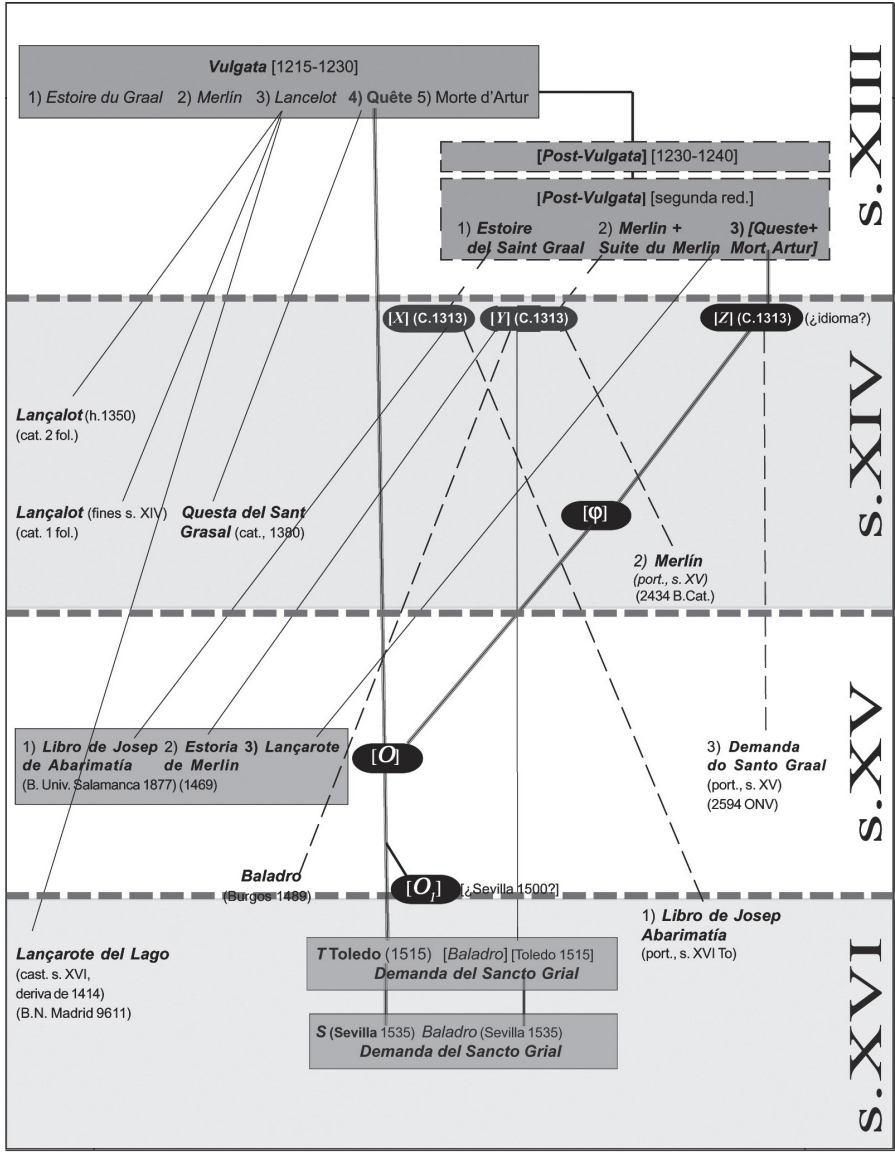 Vulgata [1215-1230]
1) Estoire du Graal 2) Merlín 3) Lancelot 4) Quête 5) Morte d'Artur
s.XIII
[Post-Vulgata] [1230-1240]
[Post-Vulgata] [segunda red.]
1) Estoire 2) Merlin + 3) [Queste+
del Saint Graal Suite du Merlin Mort Artur]
[X] (C.1313) [Y] (C.1313) [Z] (C.1313) (¿idioma?)
s.XIV
Lançalot (h.1350)
(cat. 2 fol.)
Lançalot (fines s. XIV)
(cat. 1 fol.)
Questa del Sant
Grasal (cat., 1380)
[φ]
2) Merlín
(port., s. XV)
(2434 B.Cat.)
s.XV
1) Libro de Josep 2) Estoria 3) Lançarote
de Abarimatía de Merlin
(B. Univ. Salamanca 1877) (1469)
[O]
3) Demanda
do Santo Graal
(port., s. XV)
(2594 ONV)
Baladro
(Burgos 1489)
[O1] [¿Sevilla 1500?]
1) Libro de Josep
Abarimatía
(port., s. XVI To)
s.XVI
Lançarote del Lago
(cast. s. XVI,
deriva de 1414)
(B.N. Madrid 9611)
T Toledo (1515) [Baladro] [Toledo 1515]
Demanda del Sancto Grial
S (Sevilla 1535) Baladro (Sevilla 1535)
Demanda del Sancto Grial